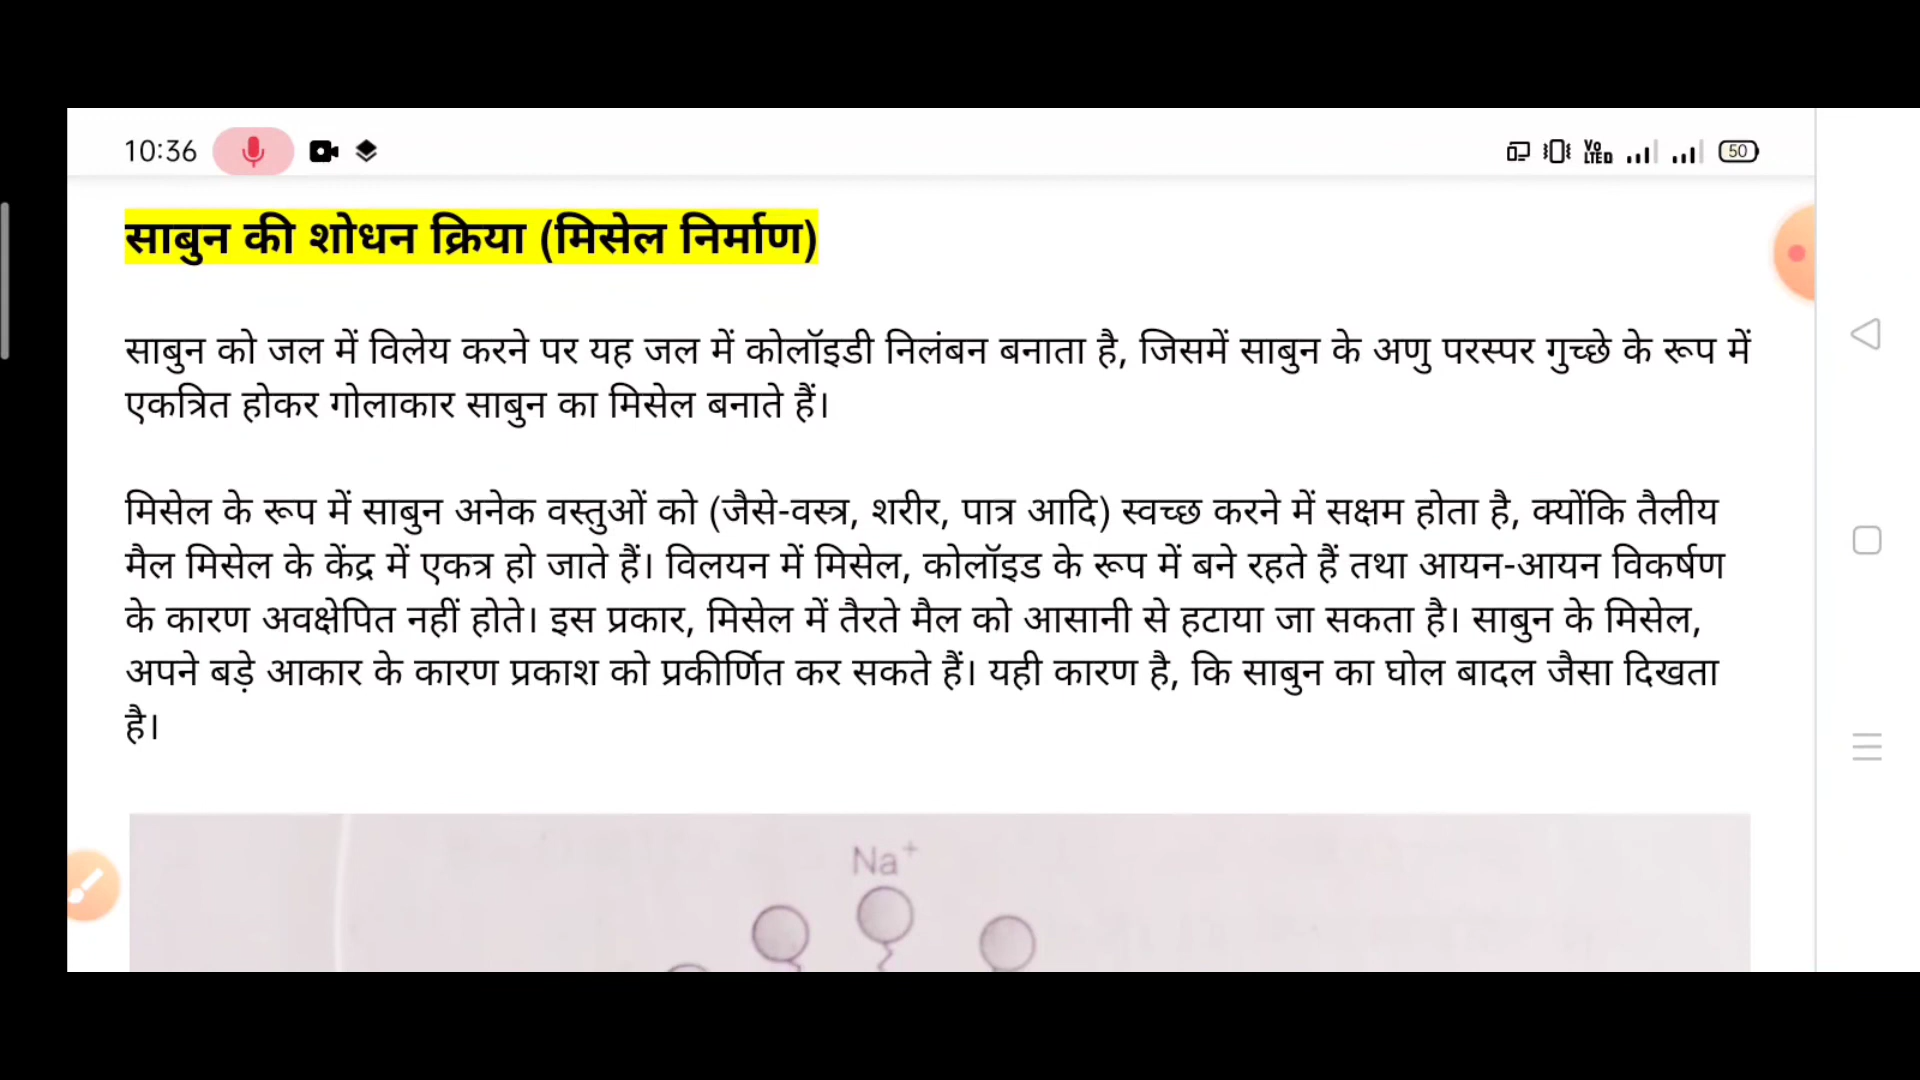 10:36
Vo
LTED
50
साबुन की शोधन क्रिया (मिसेल निर्माण)
साबुन को जल में विलेय करने पर यह जल में कोलॉइडी निलंबन बनाता है, जिसमें साबुन के अणु परस्पर गुच्छे के रूप में
एकत्रित होकर गोलाकार साबुन का मिसेल बनाते हैं।
मिसेल के रूप में साबुन अनेक वस्तुओं को (जैसे-वस्त्र, शरीर, पात्र आदि) स्वच्छ करने में सक्षम होता है, क्योंकि तैलीय
मैल मिसेल के केंद्र में एकत्र हो जाते हैं। विलयन में मिसेल, कोलॉइड के रूप में बने रहते हैं तथा आयन-आयन विकर्षण
के कारण अवक्षेपित नहीं होते। इस प्रकार, मिसेल में तैरते मैल को आसानी से हटाया जा सकता है। साबुन के मिसेल,
अपने बड़े आकार के कारण प्रकाश को प्रकीर्णित कर सकते हैं। यही कारण है, कि साबुन का घोल बादल जैसा दिखता
है।
Na⁺